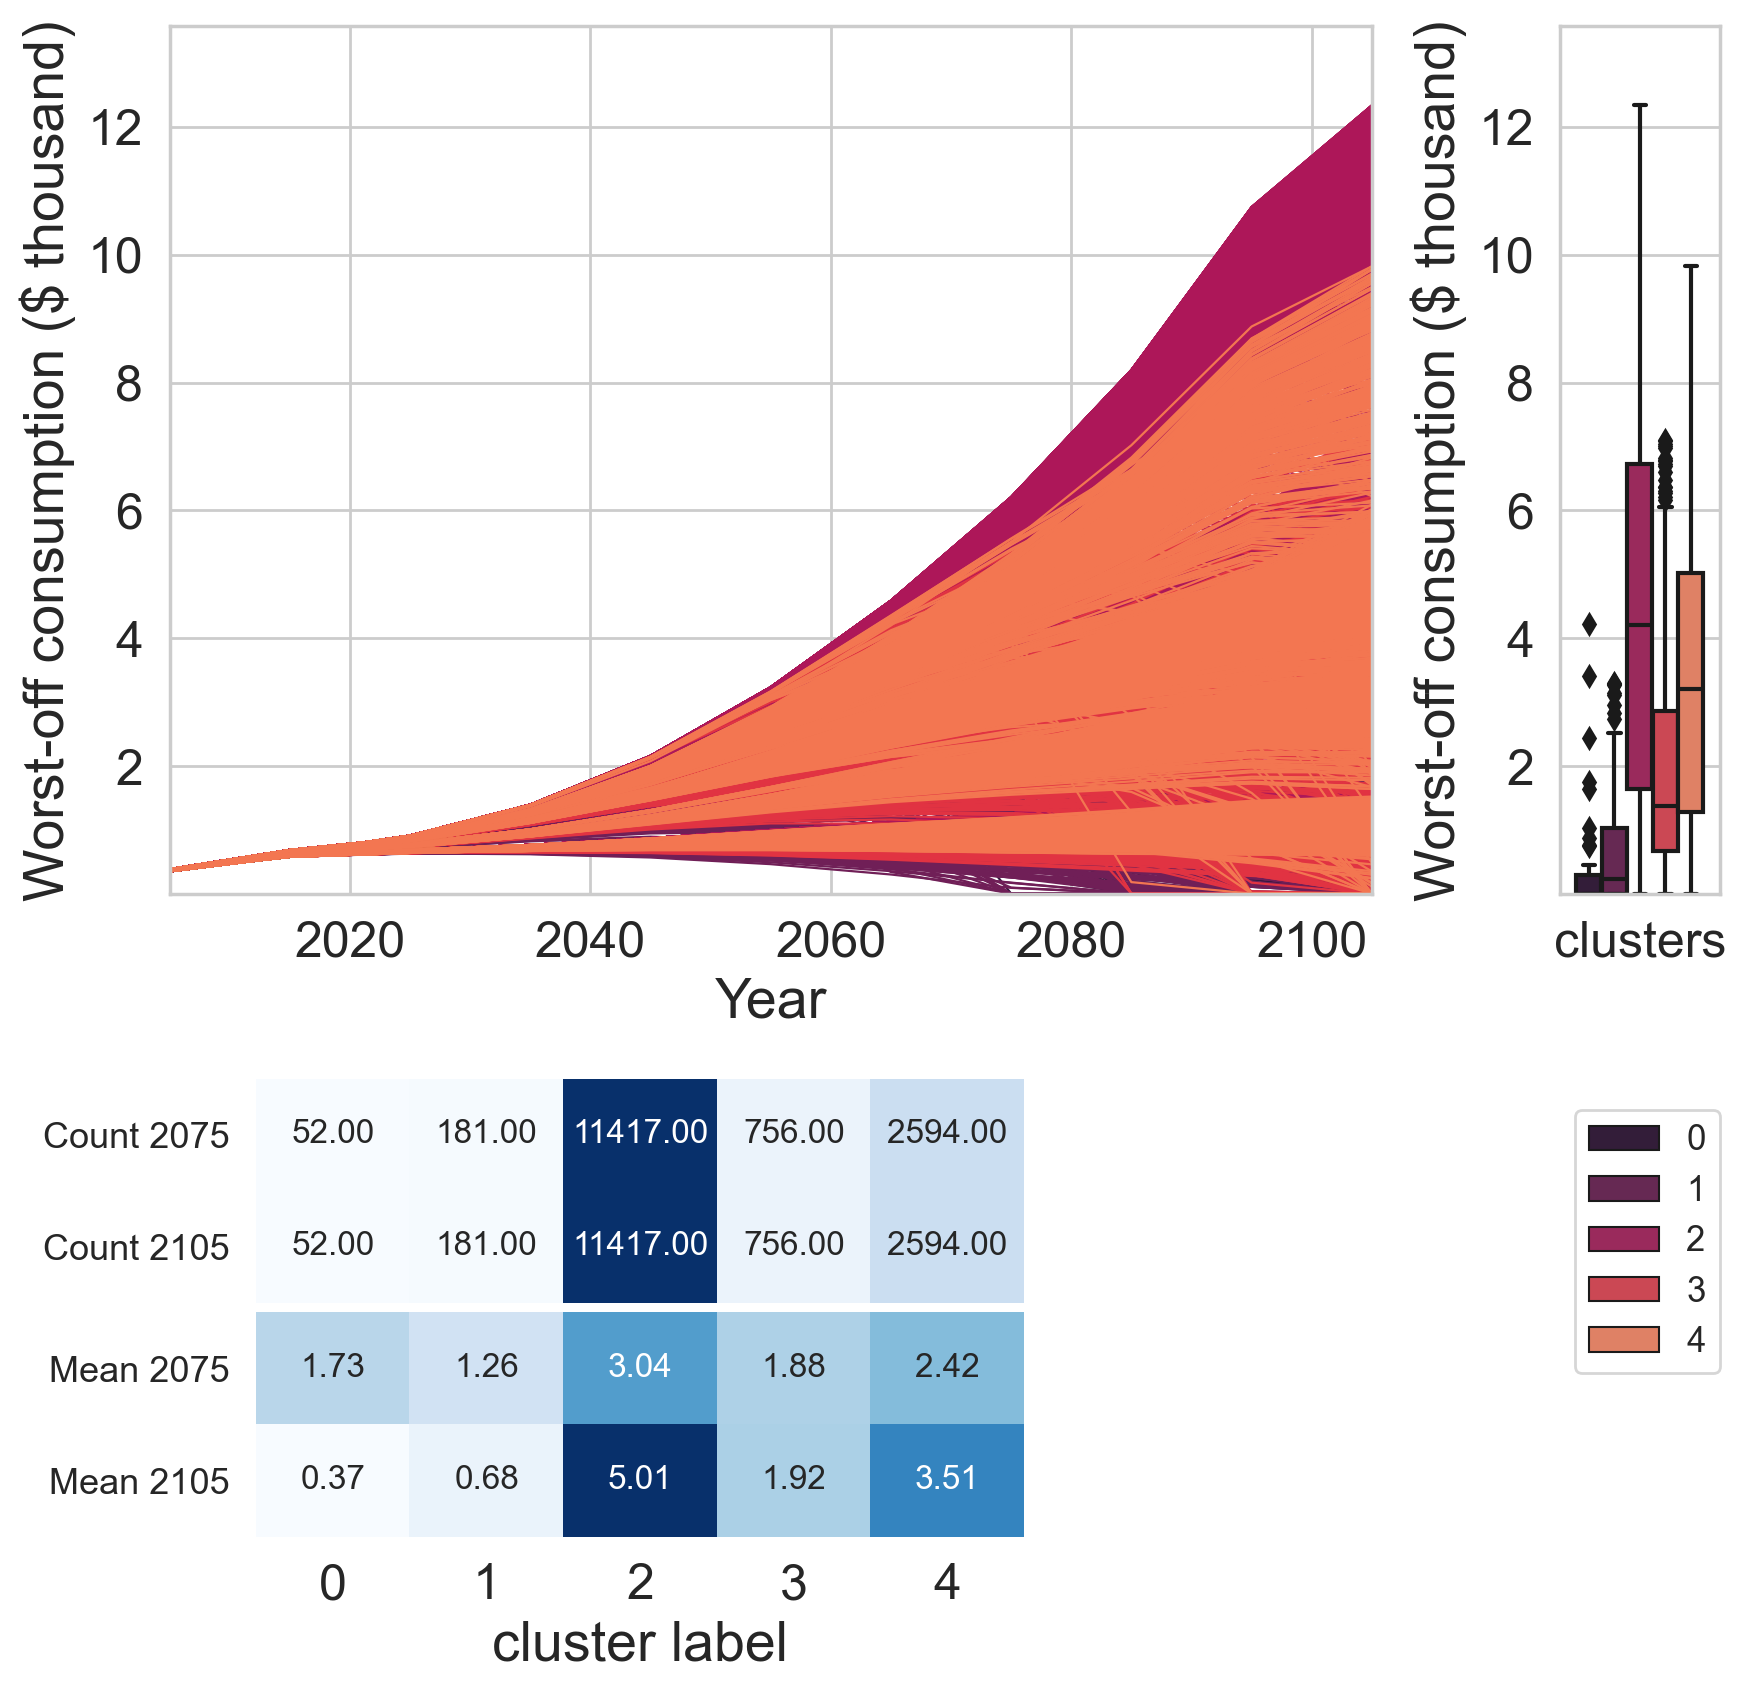 Worst-off consumption ($ thousand)
12
10
8
6
4
2
2020 2040 2060 2080 2100
Year
Worst-off consumption ($ thousand)
12
10
8
6
4
2
clusters
Count 2075 52.00 181.00 11417.00 756.00 2594.00
Count 2105 52.00 181.00 11417.00 756.00 2594.00
Mean 2075 1.73 1.26 3.04 1.88 2.42
Mean 2105 0.37 0.68 5.01 1.92 3.51
0 1 2 3 4
cluster label
0
1
2
3
4